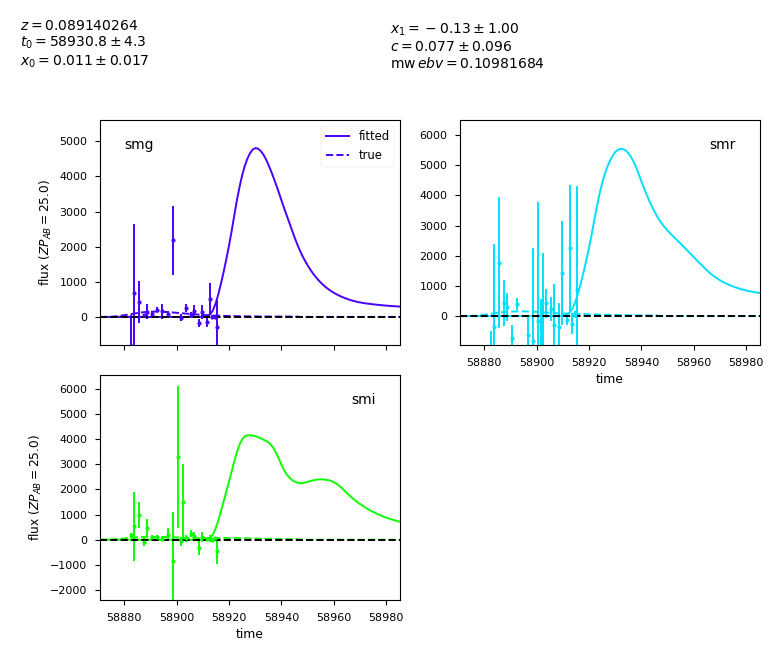 z = 0.089140264
t₀ = 58930.8 ± 4.3
x₀ = 0.011 ± 0.017
x₁ = −0.13 ± 1.00
c = 0.077 ± 0.096
mw ebv = 0.10981684
smg
fitted
true
5000
4000
3000
2000
1000
0
flux (ZP_AB = 25.0)
smr
6000
5000
4000
3000
2000
1000
0
58880 58900 58920 58940 58960 58980
time
smi
6000
5000
4000
3000
2000
1000
0
−1000
−2000
flux (ZP_AB = 25.0)
58880 58900 58920 58940 58960 58980
time